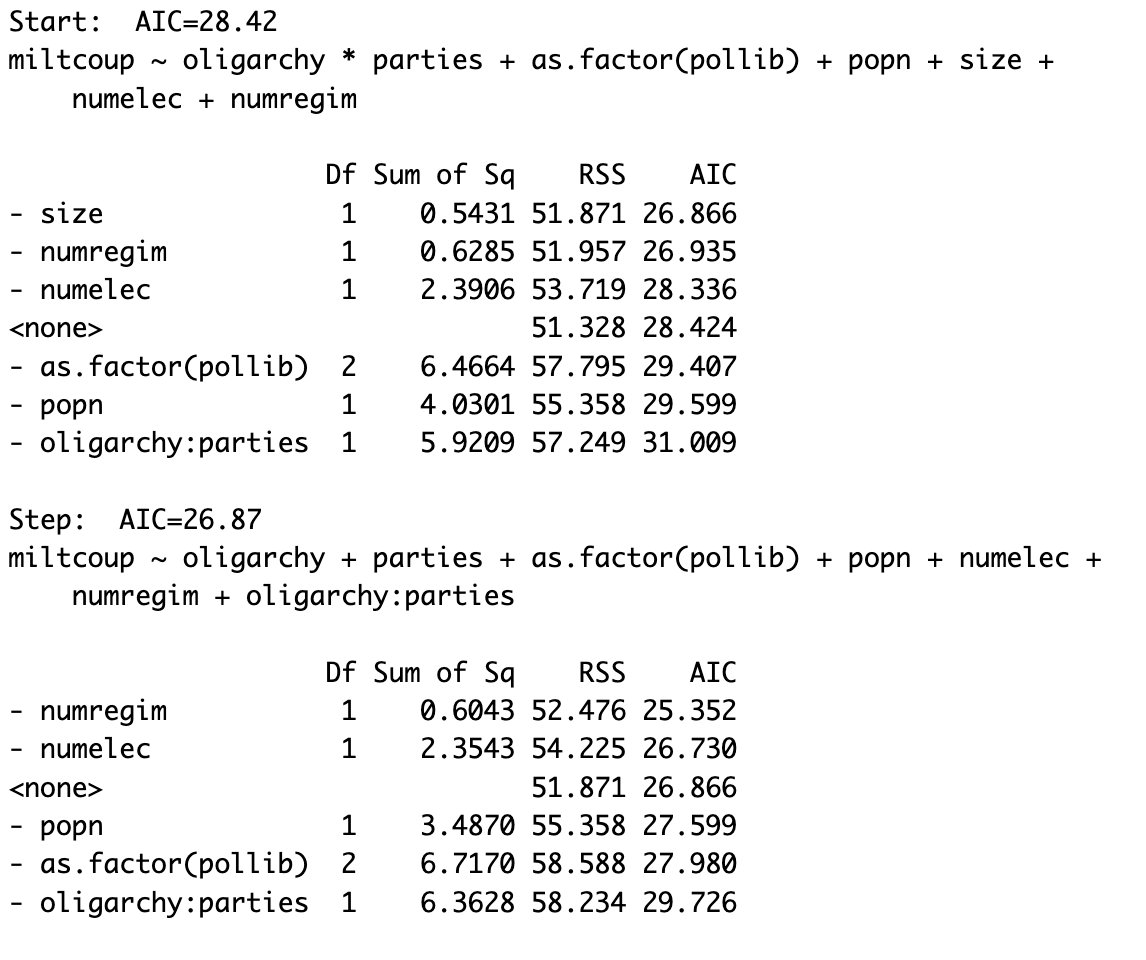 Start:  AIC=28.42
miltcoup ~ oligarchy * parties + as.factor(pollib) + popn + size +
    numelec + numregim

                    Df Sum of Sq    RSS    AIC
- size               1    0.5431 51.871 26.866
- numregim           1    0.6285 51.957 26.935
- numelec            1    2.3906 53.719 28.336
<none>                           51.328 28.424
- as.factor(pollib)  2    6.4664 57.795 29.407
- popn               1    4.0301 55.358 29.599
- oligarchy:parties  1    5.9209 57.249 31.009

Step:  AIC=26.87
miltcoup ~ oligarchy + parties + as.factor(pollib) + popn + numelec +
    numregim + oligarchy:parties

                    Df Sum of Sq    RSS    AIC
- numregim           1    0.6043 52.476 25.352
- numelec            1    2.3543 54.225 26.730
<none>                           51.871 26.866
- popn               1    3.4870 55.358 27.599
- as.factor(pollib)  2    6.7170 58.588 27.980
- oligarchy:parties  1    6.3628 58.234 29.726